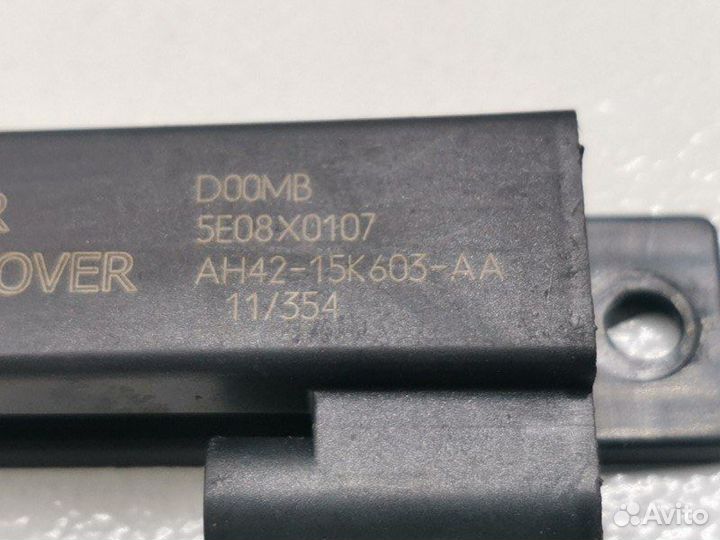 R
OVER
D00MB
5E08X0107
AH42-15K603-AA
11/354
Avito